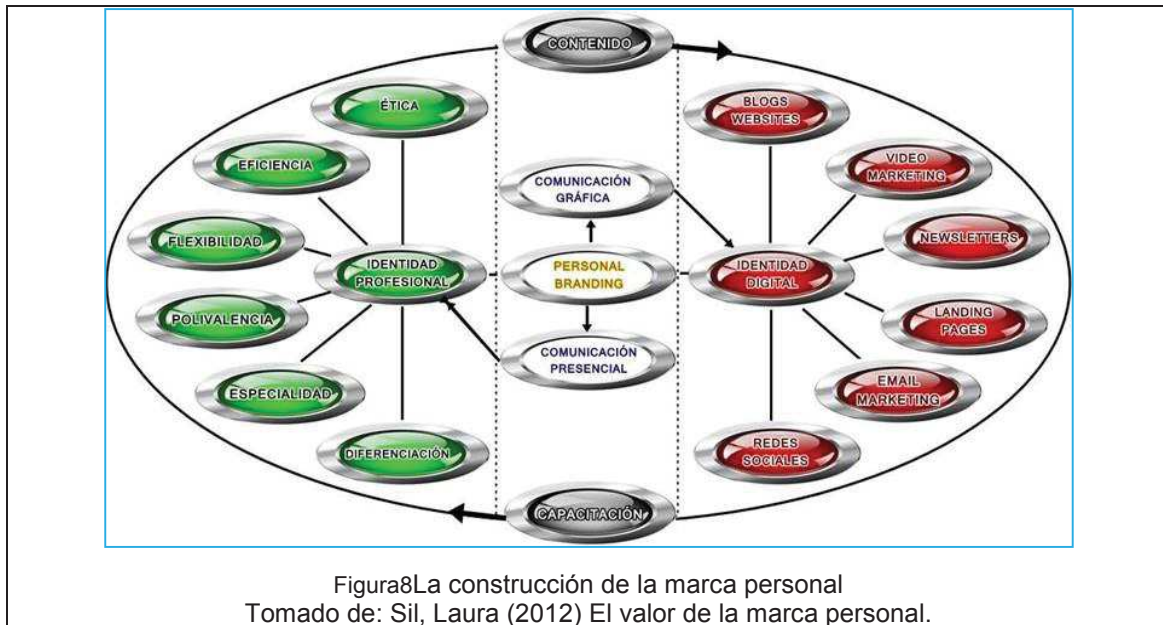 CONTENIDO
ÉTICA
EFICIENCIA
FLEXIBILIDAD
POLIVALENCIA
ESPECIALIDAD
DIFERENCIACIÓN
IDENTIDAD
PROFESIONAL
COMUNICACIÓN
GRÁFICA
PERSONAL
BRANDING
COMUNICACIÓN
PRESENCIAL
IDENTIDAD
DIGITAL
BLOGS
WEBSITES
VIDEO
MARKETING
NEWSLETTERS
LANDING
PAGES
EMAIL
MARKETING
REDES
SOCIALES
CAPACITACIÓN
Figura8La construcción de la marca personal
Tomado de: Sil, Laura (2012) El valor de la marca personal.